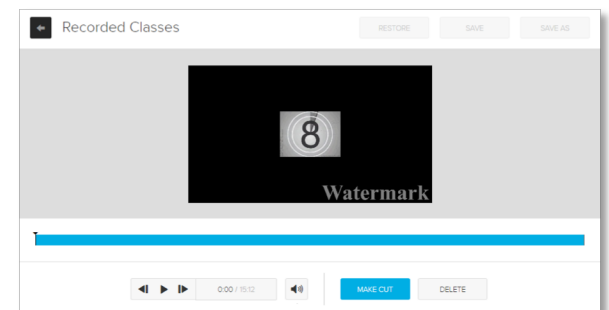 Recorded Classes
RESTORE
SAVE
SAVE AS
8
Watermark
0:00 / 15:12
MAKE CUT
DELETE